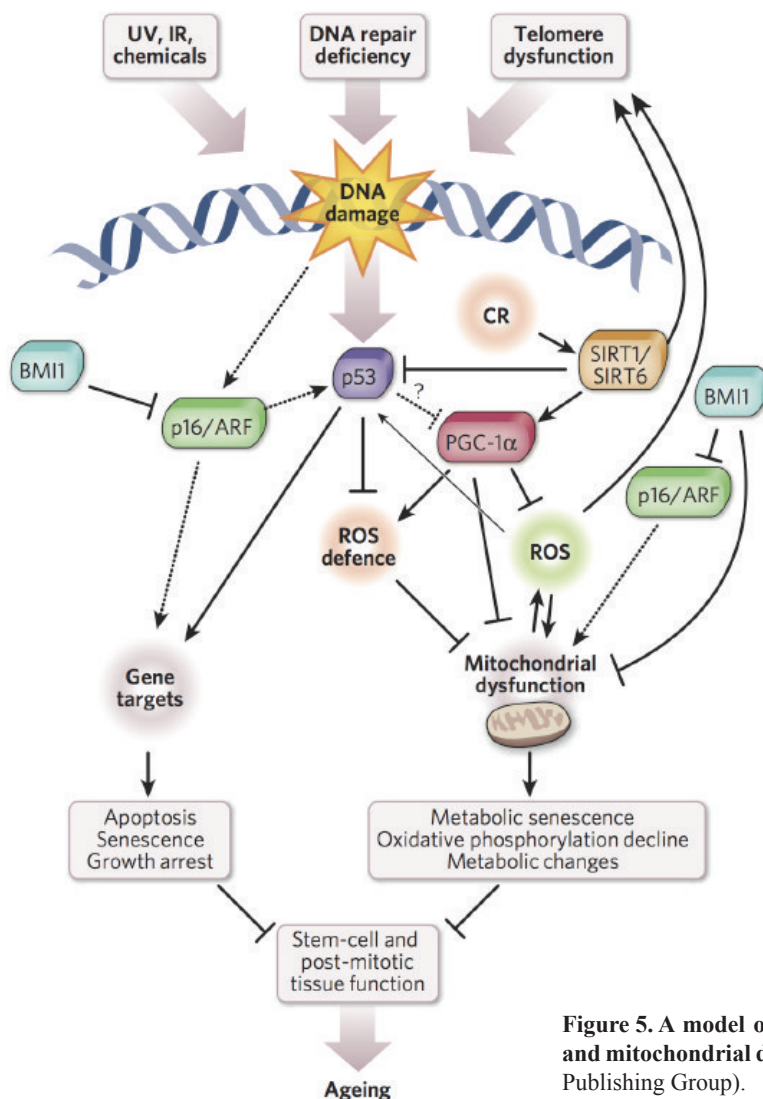 UV, IR,
chemicals
DNA repair
deficiency
Telomere
dysfunction
DNA
damage
CR
BMI1
p53
SIRT1/
SIRT6
?
BMI1
p16/ARF
PGC-1α
p16/ARF
ROS
defence
ROS
Gene
targets
Mitochondrial
dysfunction
Apoptosis
Senescence
Growth arrest
Metabolic senescence
Oxidative phosphorylation decline
Metabolic changes
Stem-cell and
post-mitotic
tissue function
Ageing
Figure 5. A model o
and mitochondrial d
Publishing Group).